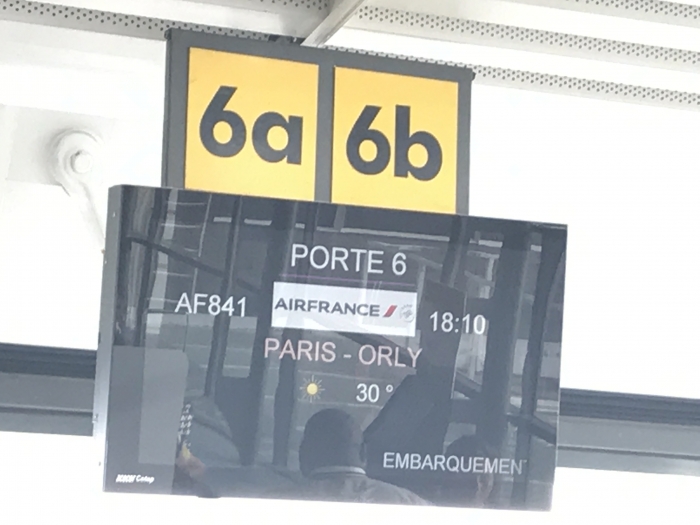 6a 6b
PORTE 6
AF841 AIRFRANCE 18:10
PARIS - ORLY
30 °
EMBARQUEMEN